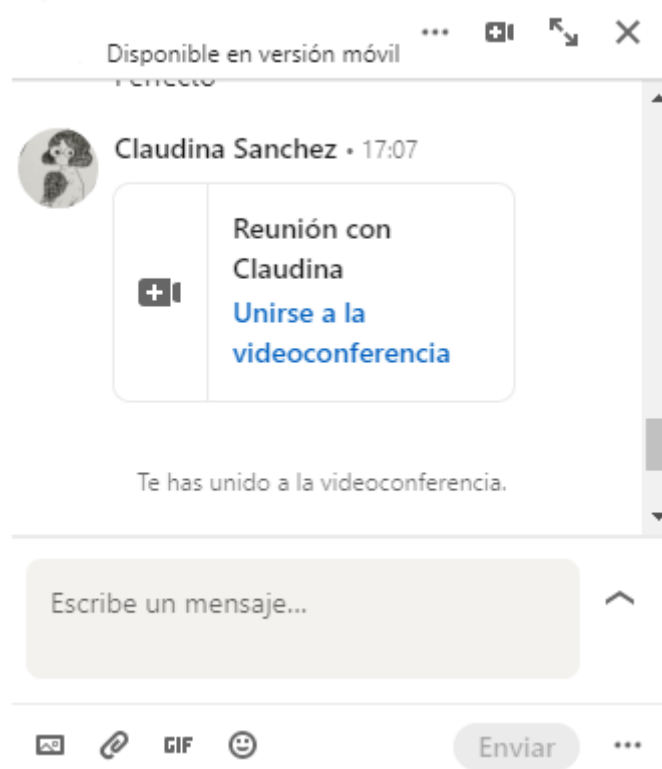 Disponible en versión móvil
Perfecto
Claudina Sanchez • 17:07
Reunión con
Claudina
Unirse a la
videoconferencia
Te has unido a la videoconferencia.
Escribe un mensaje...
GIF
Enviar